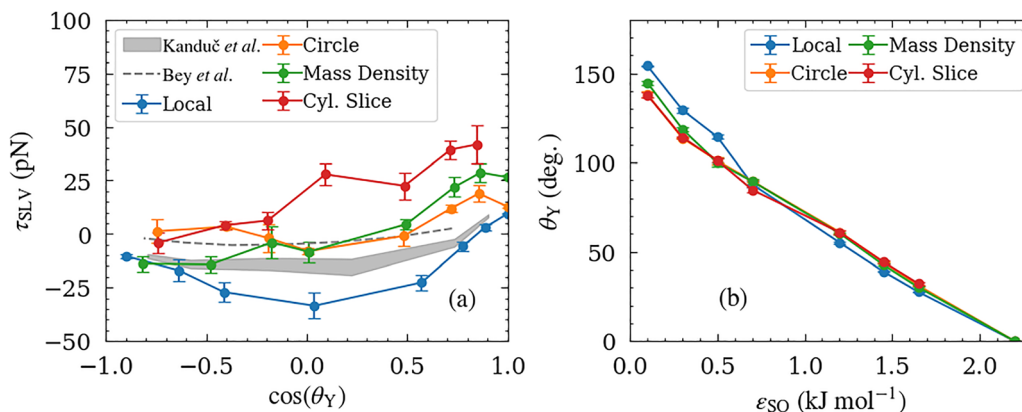 100
75
50
25
0
−25
−50
τSLV (pN)
Kanduč et al.
Bey et al.
Local
Circle
Mass Density
Cyl. Slice
(a)
−1.0 −0.5 0.0 0.5 1.0
cos(θY)
150
100
50
0
θY (deg.)
Local
Circle
Mass Density
Cyl. Slice
(b)
0.0 0.5 1.0 1.5 2.0
εSO (kJ mol⁻¹)